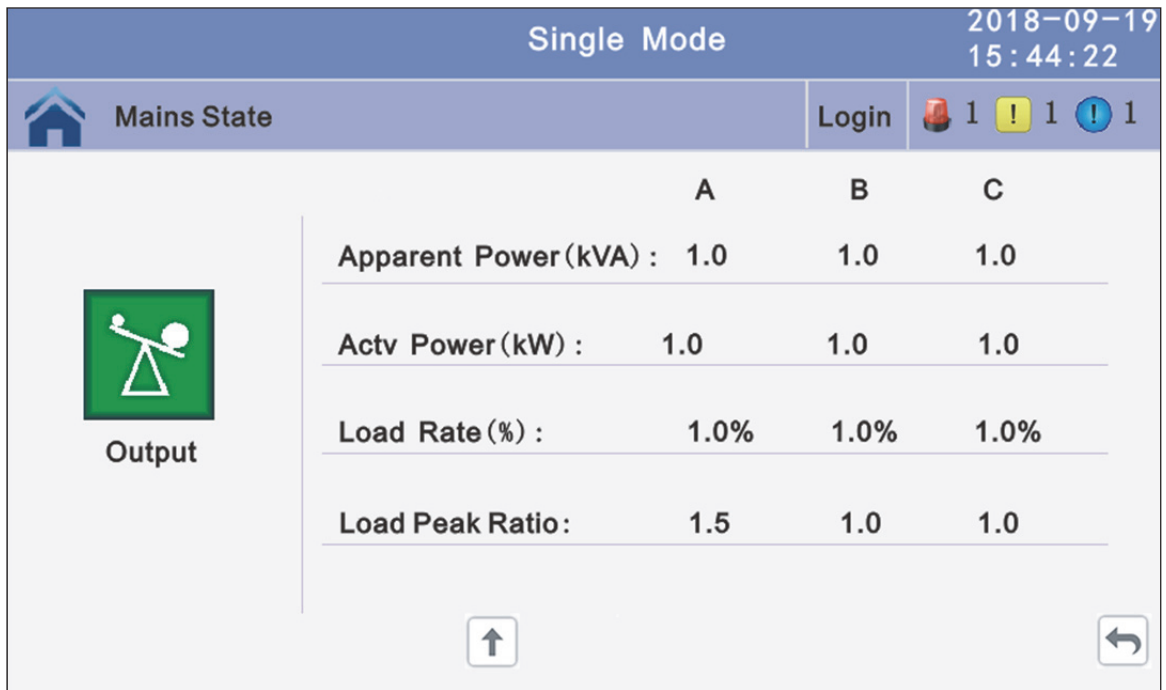 Single Mode
2018-09-19
15:44:22
Mains State Login 1 ! 1 ! 1
A B C
Apparent Power(kVA): 1.0 1.0 1.0
Actv Power(kW): 1.0 1.0 1.0
Load Rate(%): 1.0% 1.0% 1.0%
Output
Load Peak Ratio: 1.5 1.0 1.0